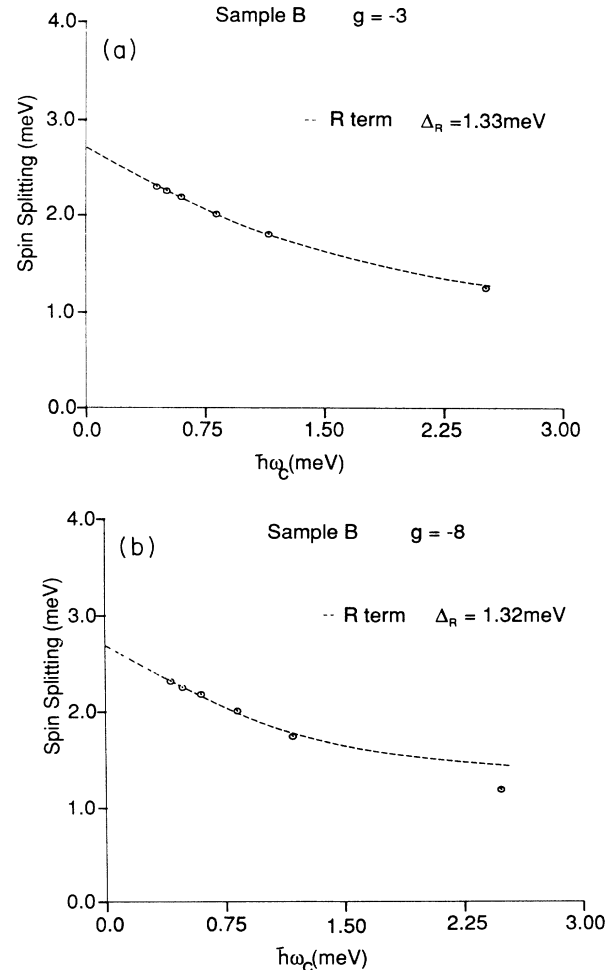 Sample B g = -3
(a)
4.0
3.0
2.0
1.0
0.0
Spin Splitting (meV)
-- R term Δ_R =1.33meV
0.0 0.75 1.50 2.25 3.00
ħω_c(meV)
Sample B g = -8
(b)
4.0
3.0
2.0
1.0
0.0
Spin Splitting (meV)
-- R term Δ_R = 1.32meV
0.0 0.75 1.50 2.25 3.00
ħω_c(meV)